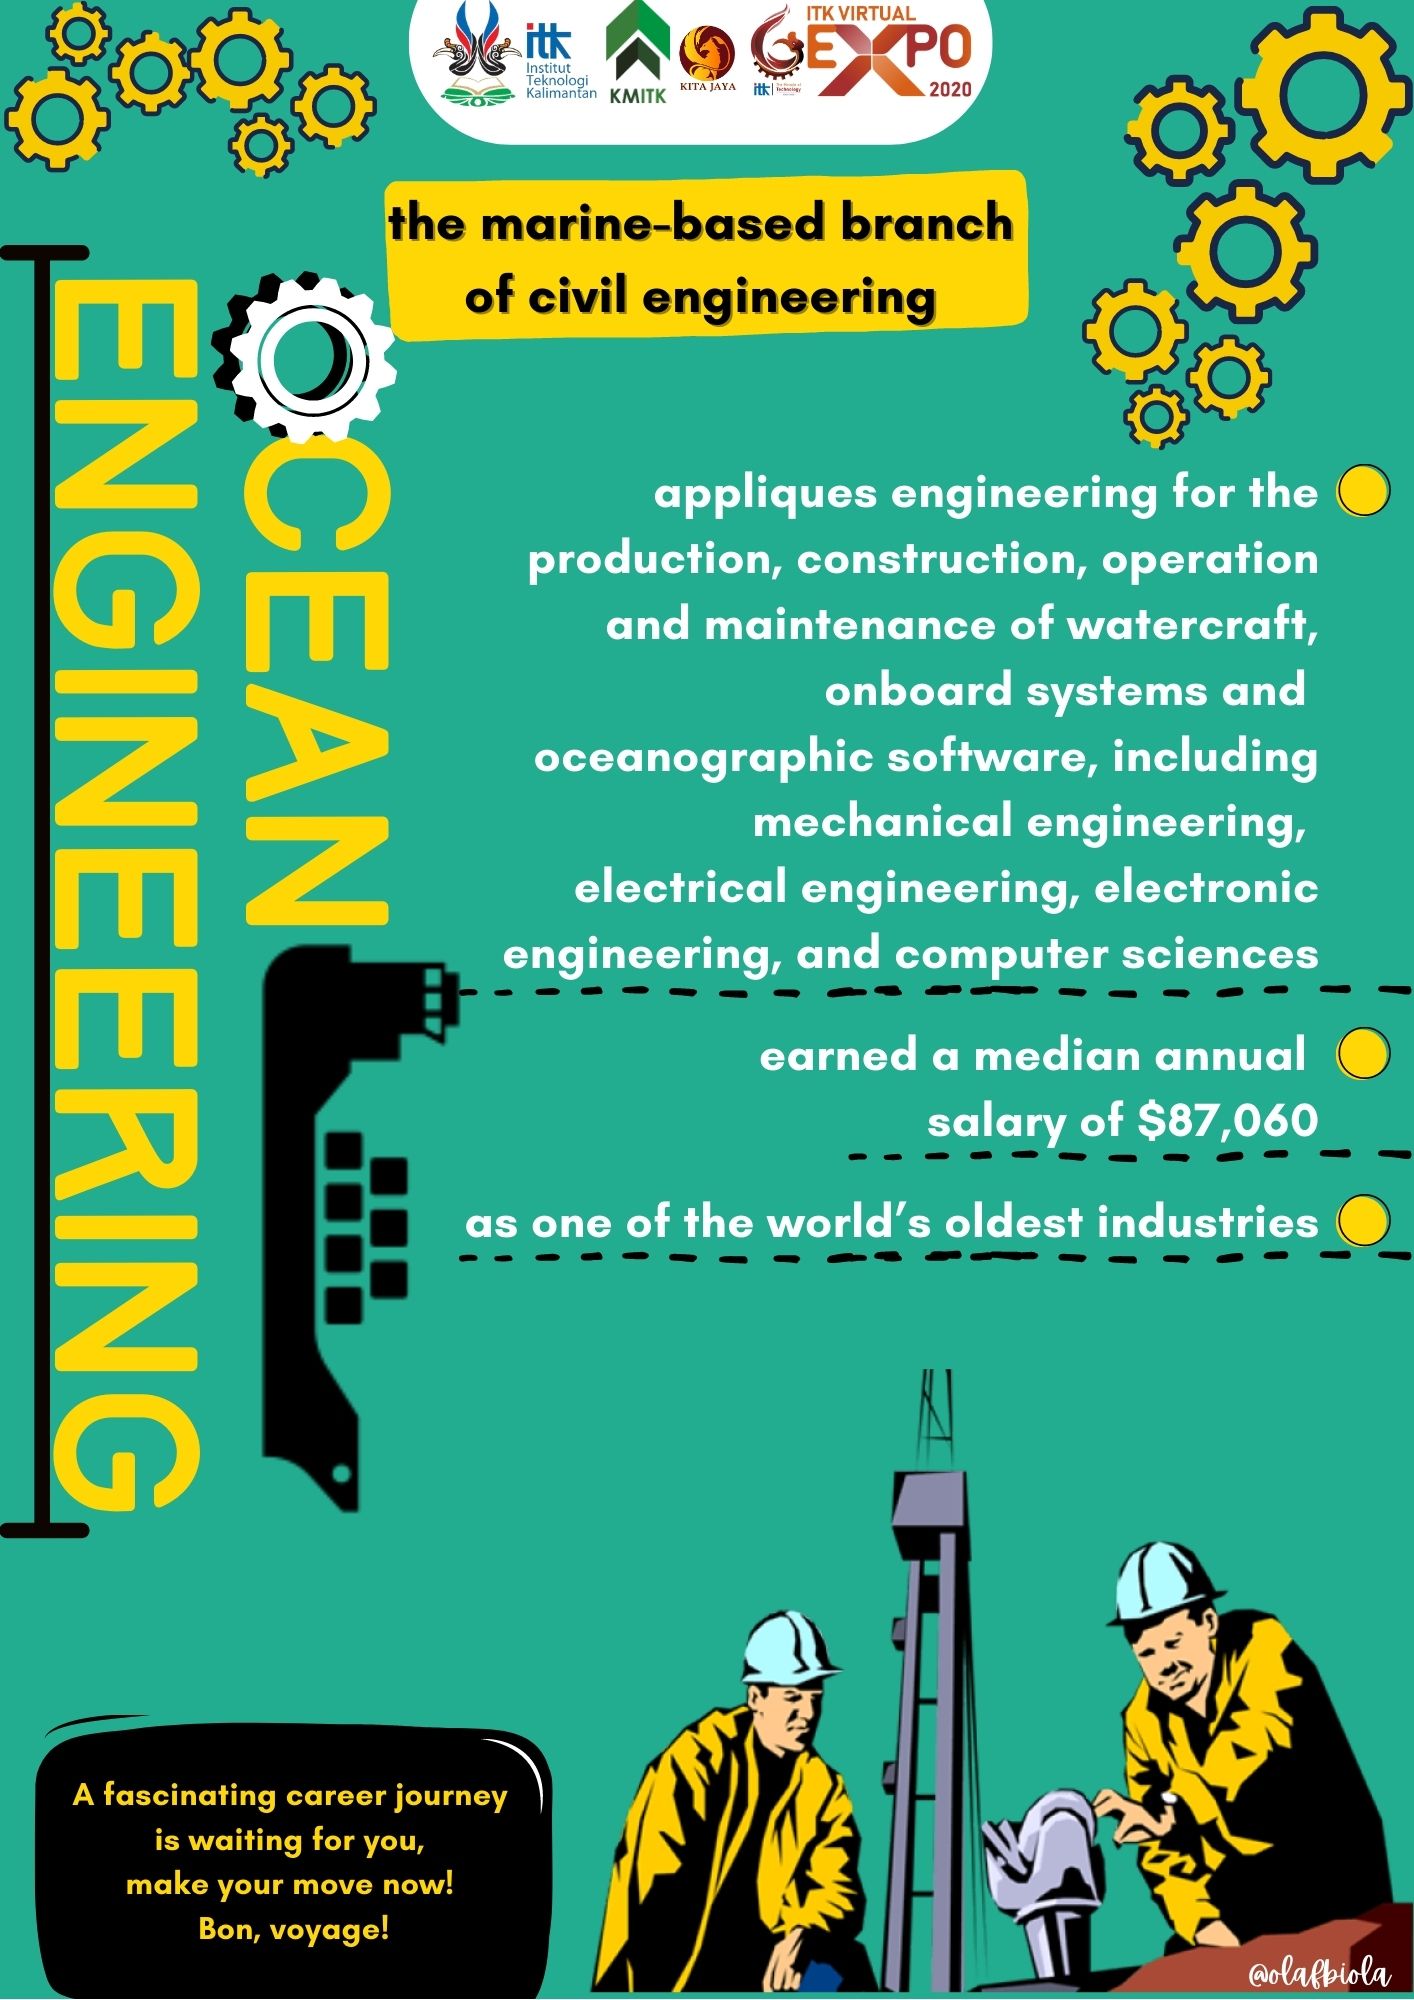 itk
Institut
Teknologi
Kalimantan
KMITK
KITA JAYA
itk
ITK VIRTUAL
EXPO
2020
the marine-based branch
of civil engineering
OCEAN
ENGINEERING
appliques engineering for the
production, construction, operation
and maintenance of watercraft,
onboard systems and
oceanographic software, including
mechanical engineering,
electrical engineering, electronic
engineering, and computer sciences
earned a median annual
salary of $87,060
as one of the world’s oldest industries
A fascinating career journey
is waiting for you,
make your move now!
Bon, voyage!
@olafbiola